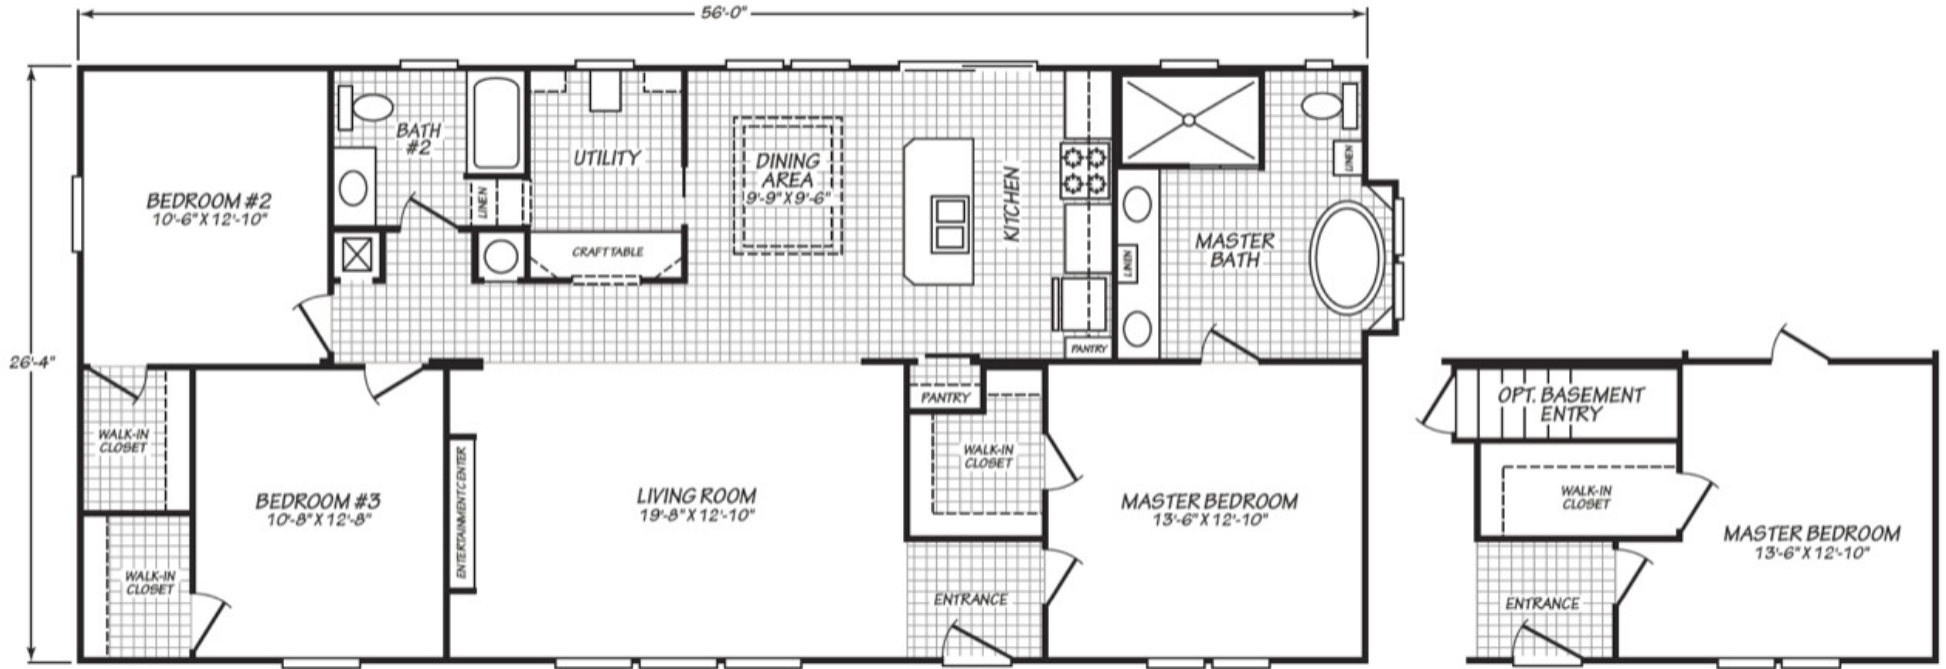 56'-0"
26'-4"
BEDROOM #2
10'-6" X 12'-10"
BATH
#2
LINEN
UTILITY
CRAFT TABLE
DINING
AREA
9'-9" X 9'-6"
KITCHEN
PANTRY
LINEN
MASTER
BATH
LINEN
WALK-IN
CLOSET
WALK-IN
CLOSET
BEDROOM #3
10'-8" X 12'-8"
ENTERTAINMENT CENTER
LIVING ROOM
19'-8" X 12'-10"
PANTRY
WALK-IN
CLOSET
ENTRANCE
MASTER BEDROOM
13'-6" X 12'-10"
OPT. BASEMENT
ENTRY
WALK-IN
CLOSET
MASTER BEDROOM
13'-6" X 12'-10"
ENTRANCE